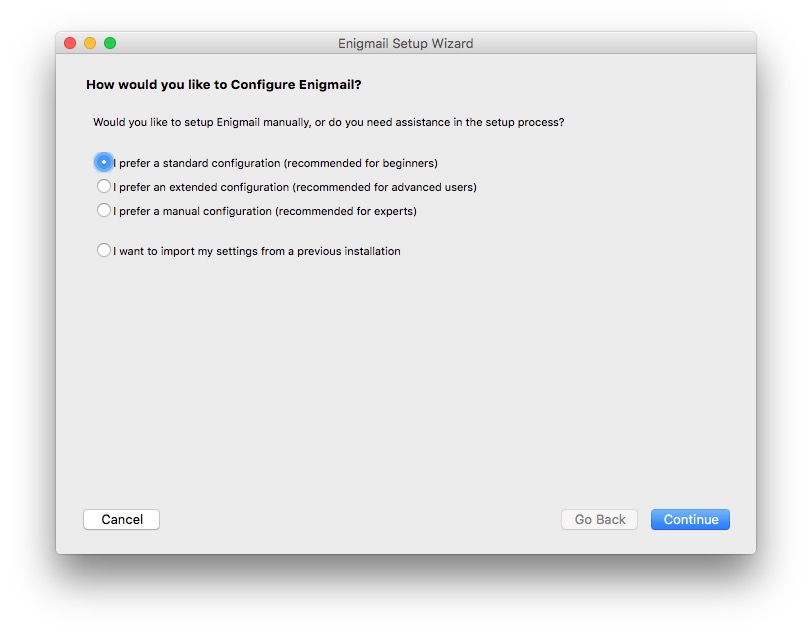 Enigmail Setup Wizard
How would you like to Configure Enigmail?
Would you like to setup Enigmail manually, or do you need assistance in the setup process?
I prefer a standard configuration (recommended for beginners)
I prefer an extended configuration (recommended for advanced users)
I prefer a manual configuration (recommended for experts)
I want to import my settings from a previous installation
Cancel Go Back Continue